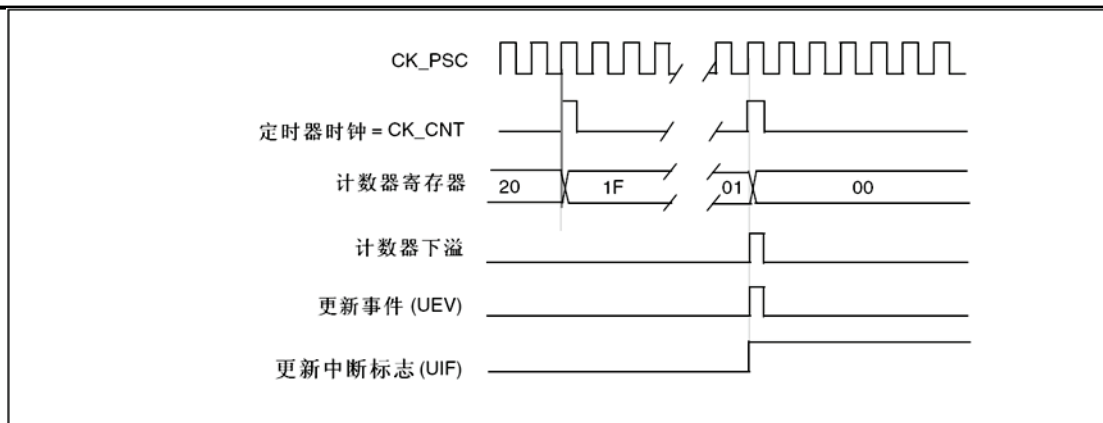 CK_PSC
定时器时钟 = CK_CNT
计数器寄存器 20 1F 01 00
计数器下溢
更新事件 (UEV)
更新中断标志 (UIF)